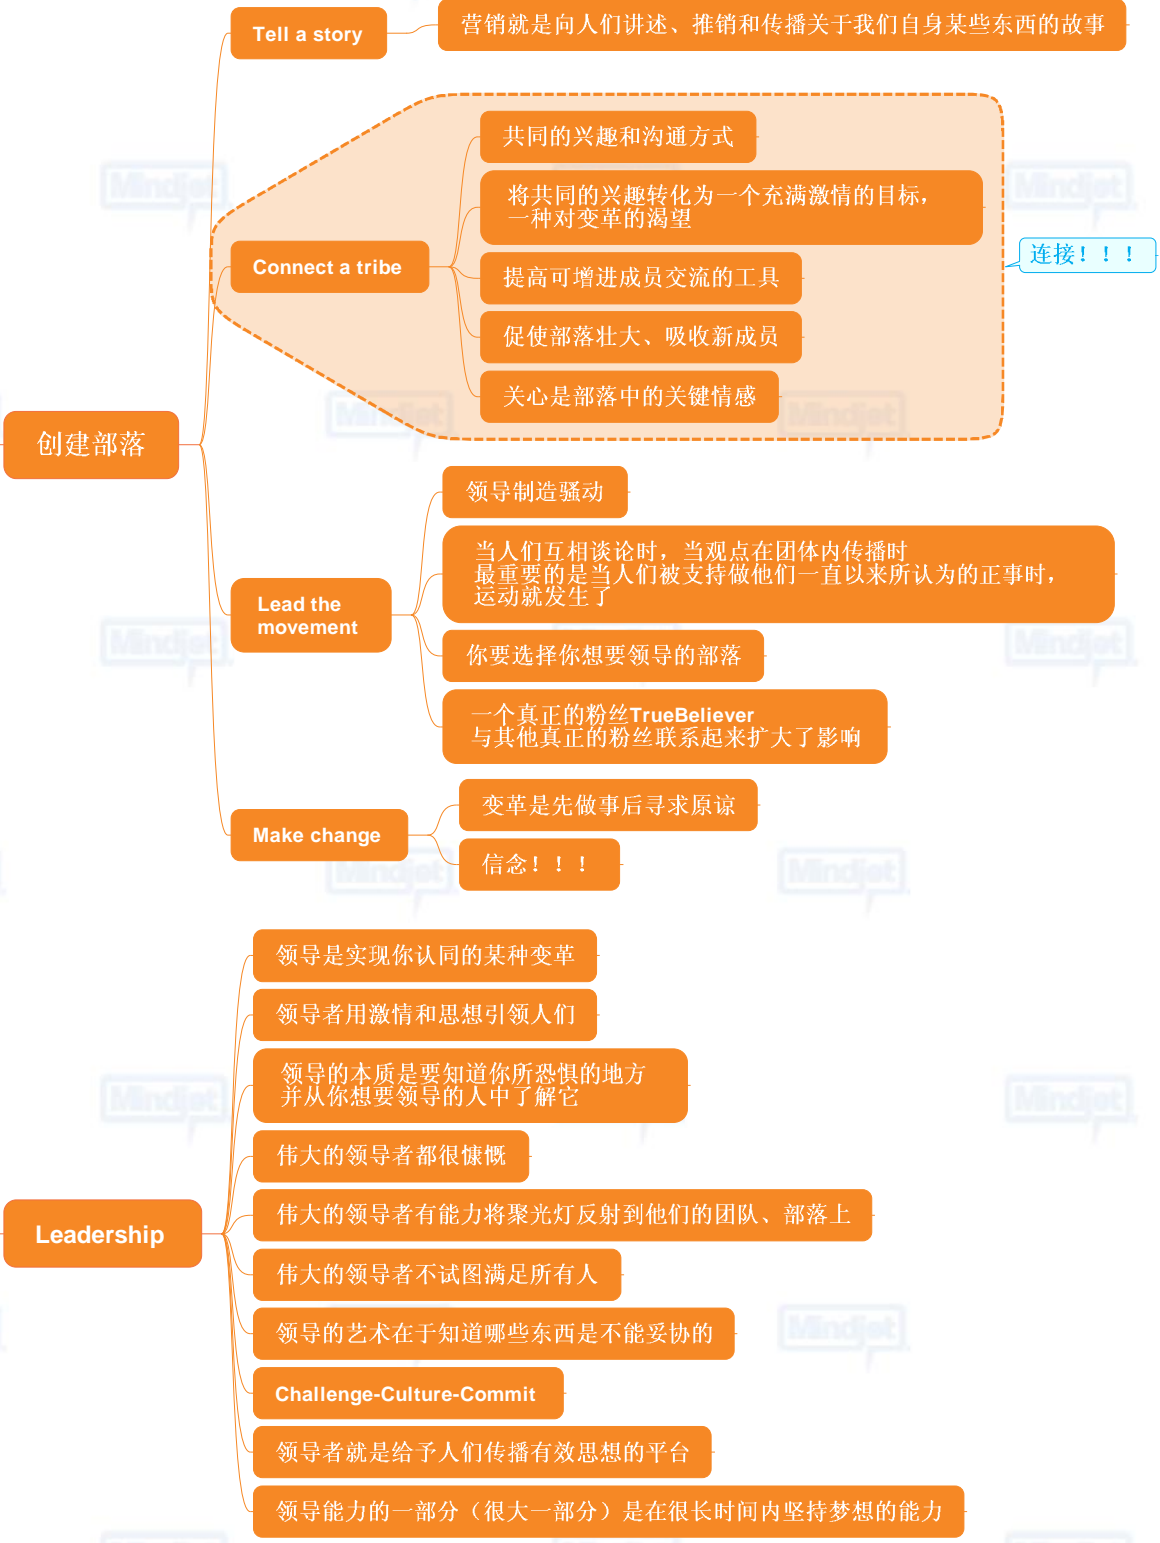 Tell a story
营销就是向人们讲述、推销和传播关于我们自身某些东西的故事
共同的兴趣和沟通方式
将共同的兴趣转化为一个充满激情的目标，
一种对变革的渴望
Connect a tribe
连接！！！
提高可增进成员交流的工具
促使部落壮大、吸收新成员
关心是部落中的关键情感
创建部落
领导制造骚动
当人们互相谈论时，当观点在团体内传播时
最重要的是当人们被支持做他们一直以来所认为的正事时，
运动就发生了
Lead the
movement
你要选择你想要领导的部落
一个真正的粉丝TrueBeliever
与其他真正的粉丝联系起来扩大了影响
变革是先做事后寻求原谅
Make change
信念！！！
领导是实现你认同的某种变革
领导者用激情和思想引领人们
领导的本质是要知道你所恐惧的地方
并从你想要领导的人中了解它
伟大的领导者都很慷慨
伟大的领导者有能力将聚光灯反射到他们的团队、部落上
Leadership
伟大的领导者不试图满足所有人
领导的艺术在于知道哪些东西是不能妥协的
Challenge-Culture-Commit
领导者就是给予人们传播有效思想的平台
领导能力的一部分（很大一部分）是在很长时间内坚持梦想的能力
Mindjet
Mindjet
Mindjet
Mindjet
Mindjet
Mindjet
Mindjet
Mindjet
Mindjet
Mindjet
Mindjet